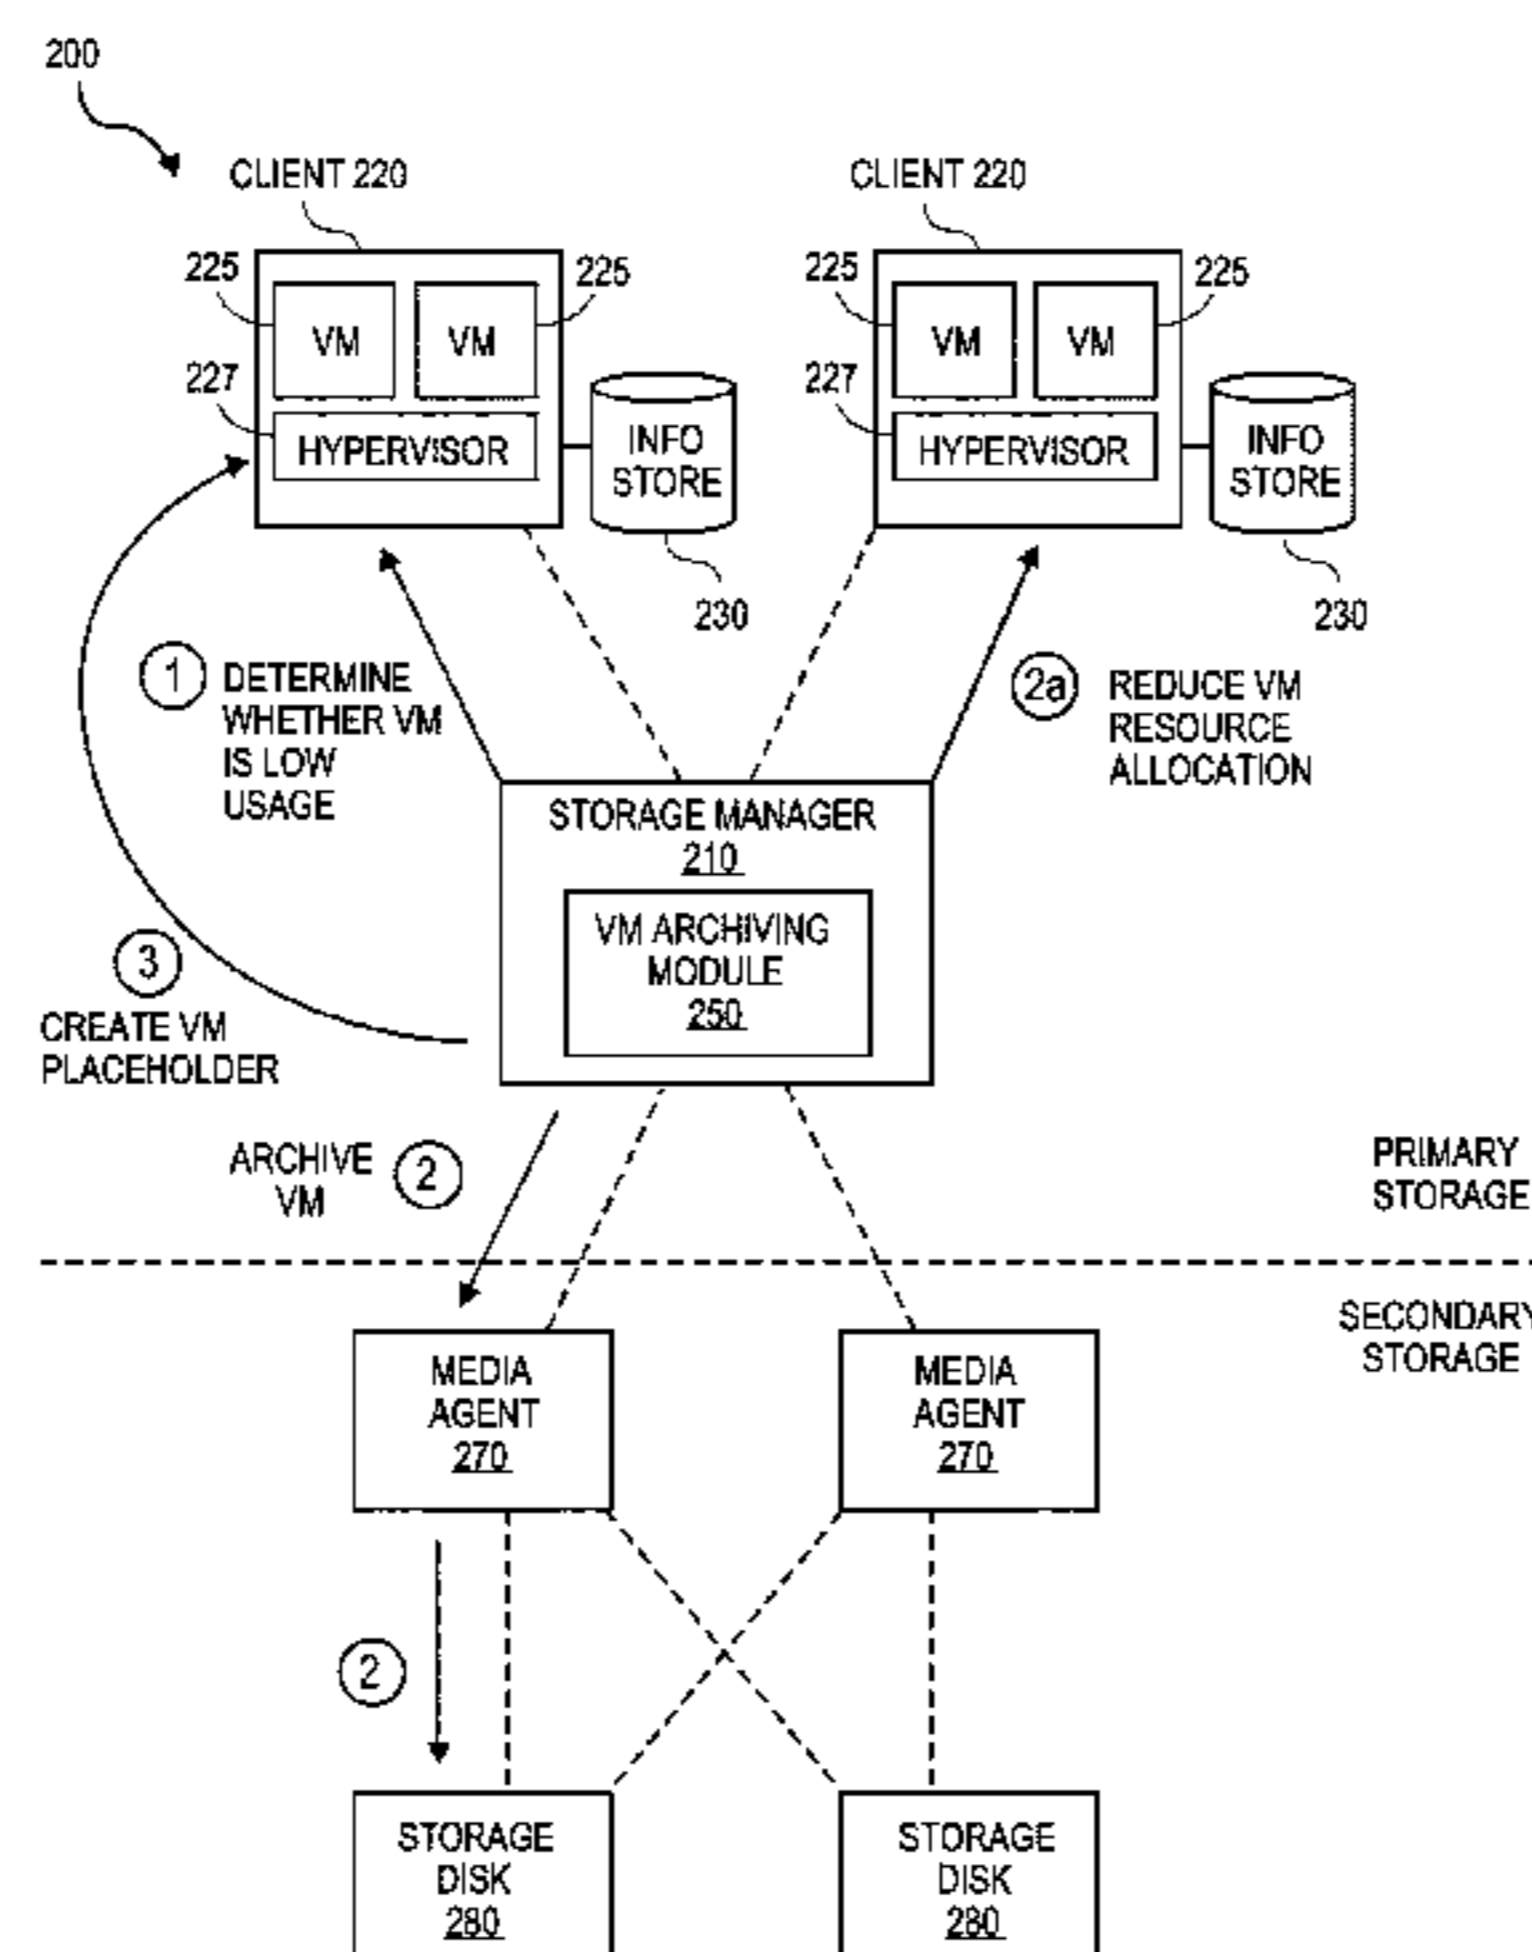 200
CLIENT 220
CLIENT 220
225
225
225
225
VM
VM
VM
VM
227
227
HYPERVISOR
INFO
STORE
HYPERVISOR
INFO
STORE
230
230
1
DETERMINE
WHETHER VM
IS LOW
USAGE
2a
REDUCE VM
RESOURCE
ALLOCATION
STORAGE MANAGER
210
VM ARCHIVING
MODULE
250
3
CREATE VM
PLACEHOLDER
ARCHIVE
VM
2
PRIMARY
STORAGE
SECONDARY
STORAGE
MEDIA
AGENT
270
MEDIA
AGENT
270
2
STORAGE
DISK
280
STORAGE
DISK
280